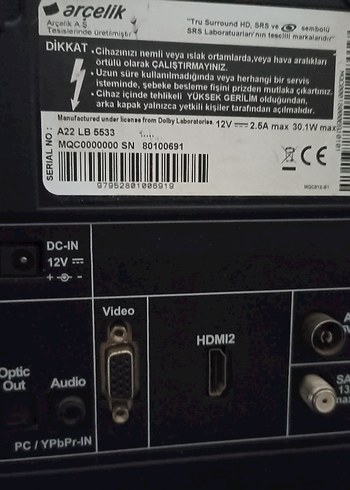 arçelik
Arçelik A.Ş.
Tesislerinde üretilmiştir
"Tru Surround HD, SRS ve sembolü
SRS Laboratuarları'nın tescilli markalarıdır."
DİKKAT • Cihazınızı nemli veya ıslak ortamlarda,veya hava aralıkları
örtülü olarak ÇALIŞTIRMAYINIZ.
• Uzun süre kullanılmadığında veya herhangi bir servis
isteminde, şebeke besleme fişini prizden mutlaka çıkartınız.
• Cihaz içinde tehlikeli YÜKSEK GERİLM olduğundan,
arka kapak yalnızca yetkili kişiler tarafından açılmalıdır.
Manufactured under license from Dolby Laboratories.
12V 2.5A max 30.1W max
SERIAL NO :
A22 LB 5533
MQC0000000 SN 80100691
CE
DC-IN
12V
+ -
Video
HDMI2
Optic
Out
Audio
PC / YPbPr-IN